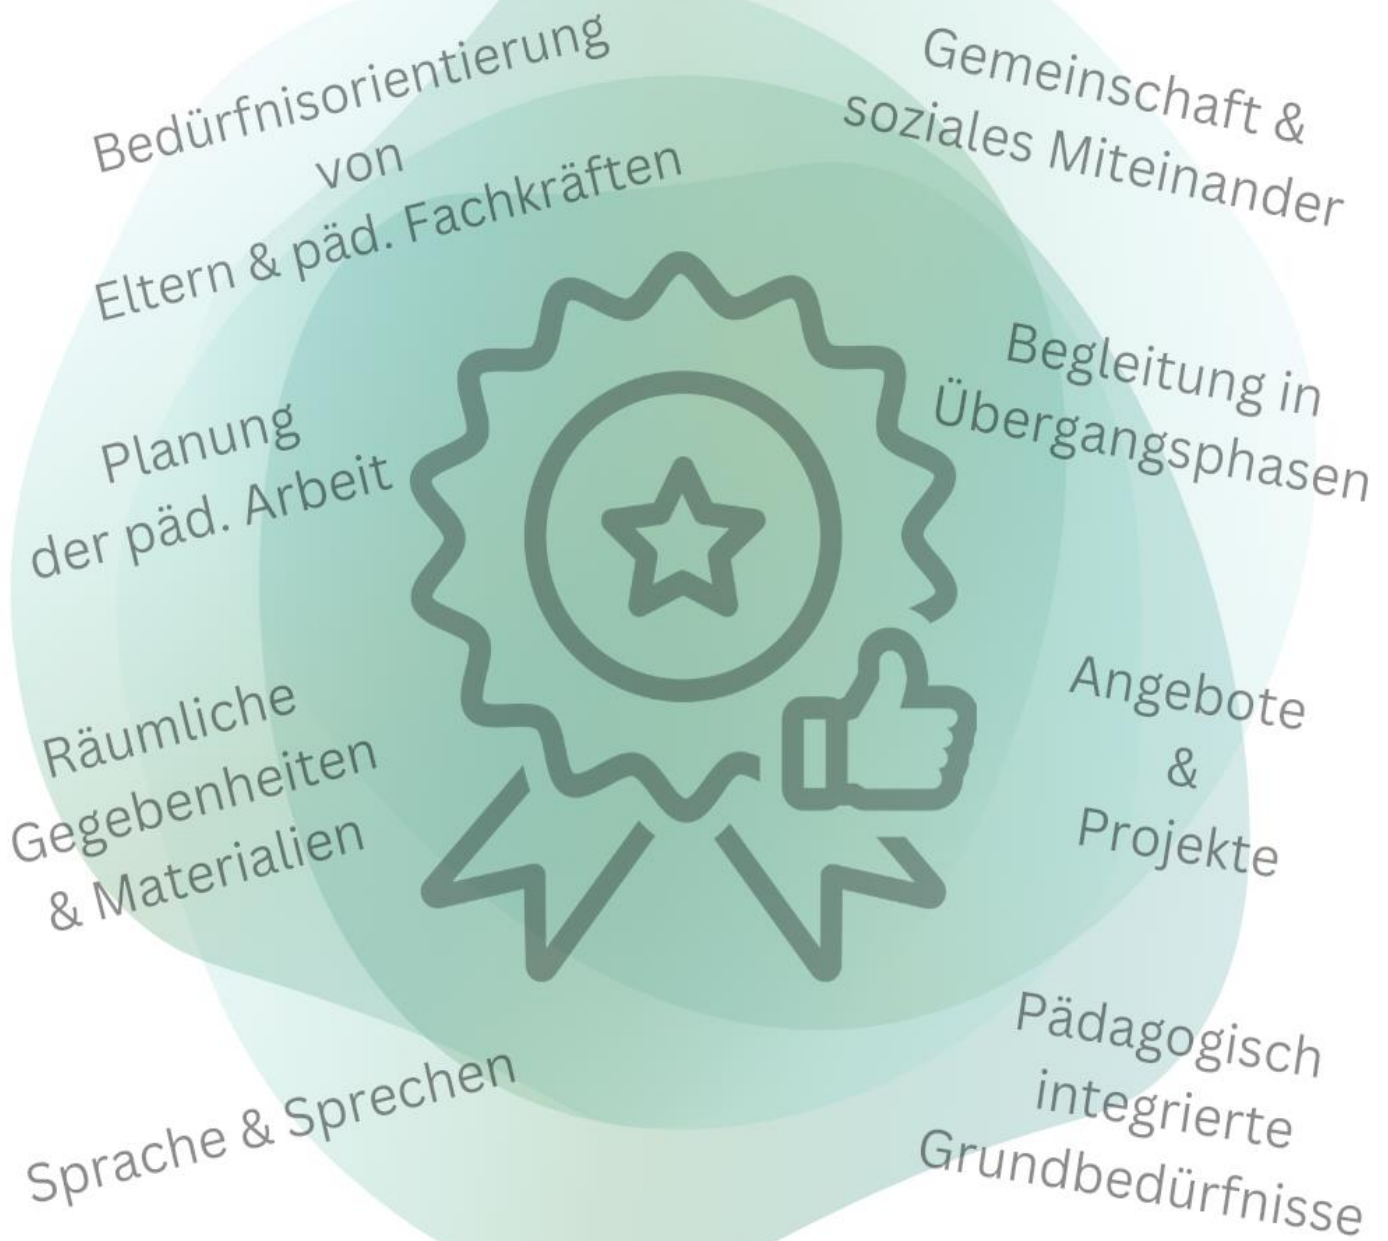 Bedürfnisorientierung
von
Eltern & päd. Fachkräften
Gemeinschaft &
soziales Miteinander
Planung
der päd. Arbeit
Begleitung in
Übergangsphasen
Räumliche
Gegebenheiten
& Materialien
Angebote
&
Projekte
Sprache & Sprechen
Pädagogisch
integrierte
Grundbedürfnisse